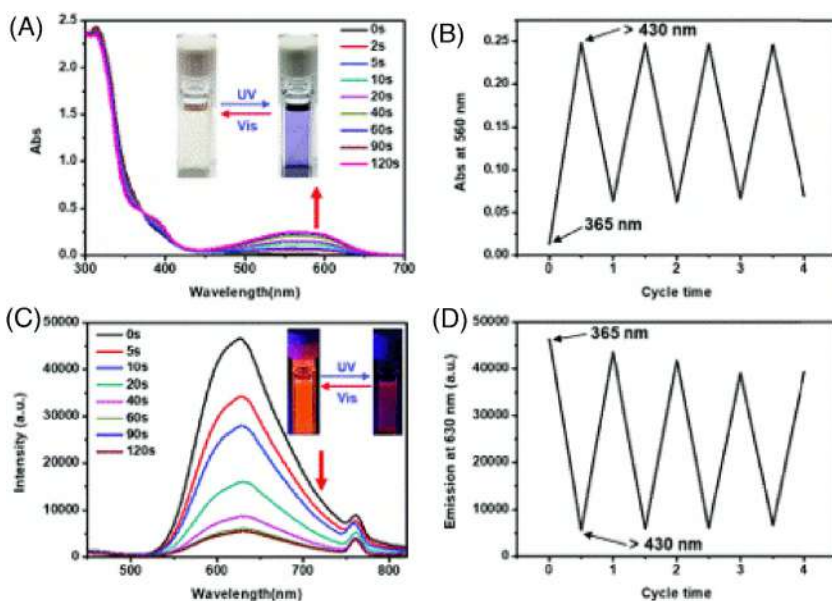 (A)
Abs
2.5
2.0
1.5
1.0
0.5
0.0
300
400
500
600
700
Wavelength(nm)
UV
Vis
0s
2s
5s
10s
20s
40s
60s
90s
120s
(B)
Abs at 560 nm
0.25
0.20
0.15
0.10
0.05
0.00
0
1
2
3
4
Cycle time
> 430 nm
365 nm
(C)
Intensity (a.u.)
50000
40000
30000
20000
10000
0
500
600
700
800
Wavelength(nm)
0s
5s
10s
20s
40s
60s
90s
120s
UV
Vis
(D)
Emission at 630 nm (a.u.)
50000
40000
30000
20000
10000
0
0
1
2
3
4
Cycle time
365 nm
> 430 nm